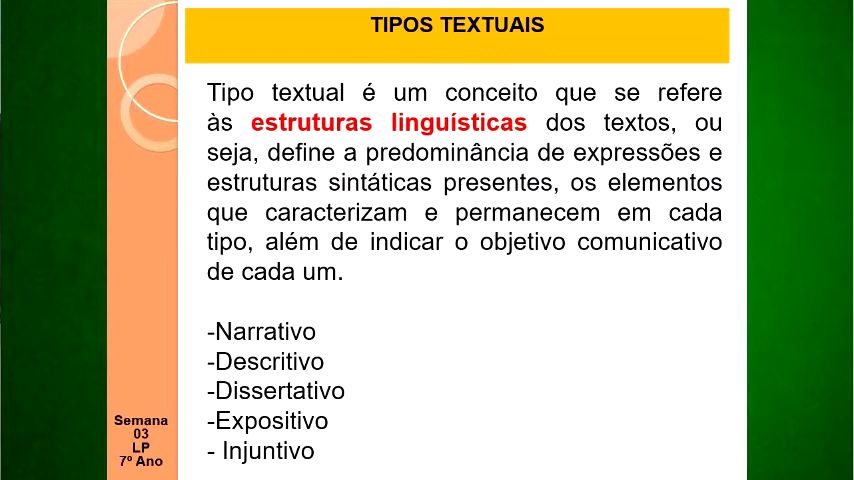 TIPOS TEXTUAIS
Tipo textual é um conceito que se refere
às estruturas linguísticas dos textos, ou
seja, define a predominância de expressões e
estruturas sintáticas presentes, os elementos
que caracterizam e permanecem em cada
tipo, além de indicar o objetivo comunicativo
de cada um.
-Narrativo
-Descritivo
-Dissertativo
-Expositivo
- Injuntivo
Semana
03
LP
7º Ano